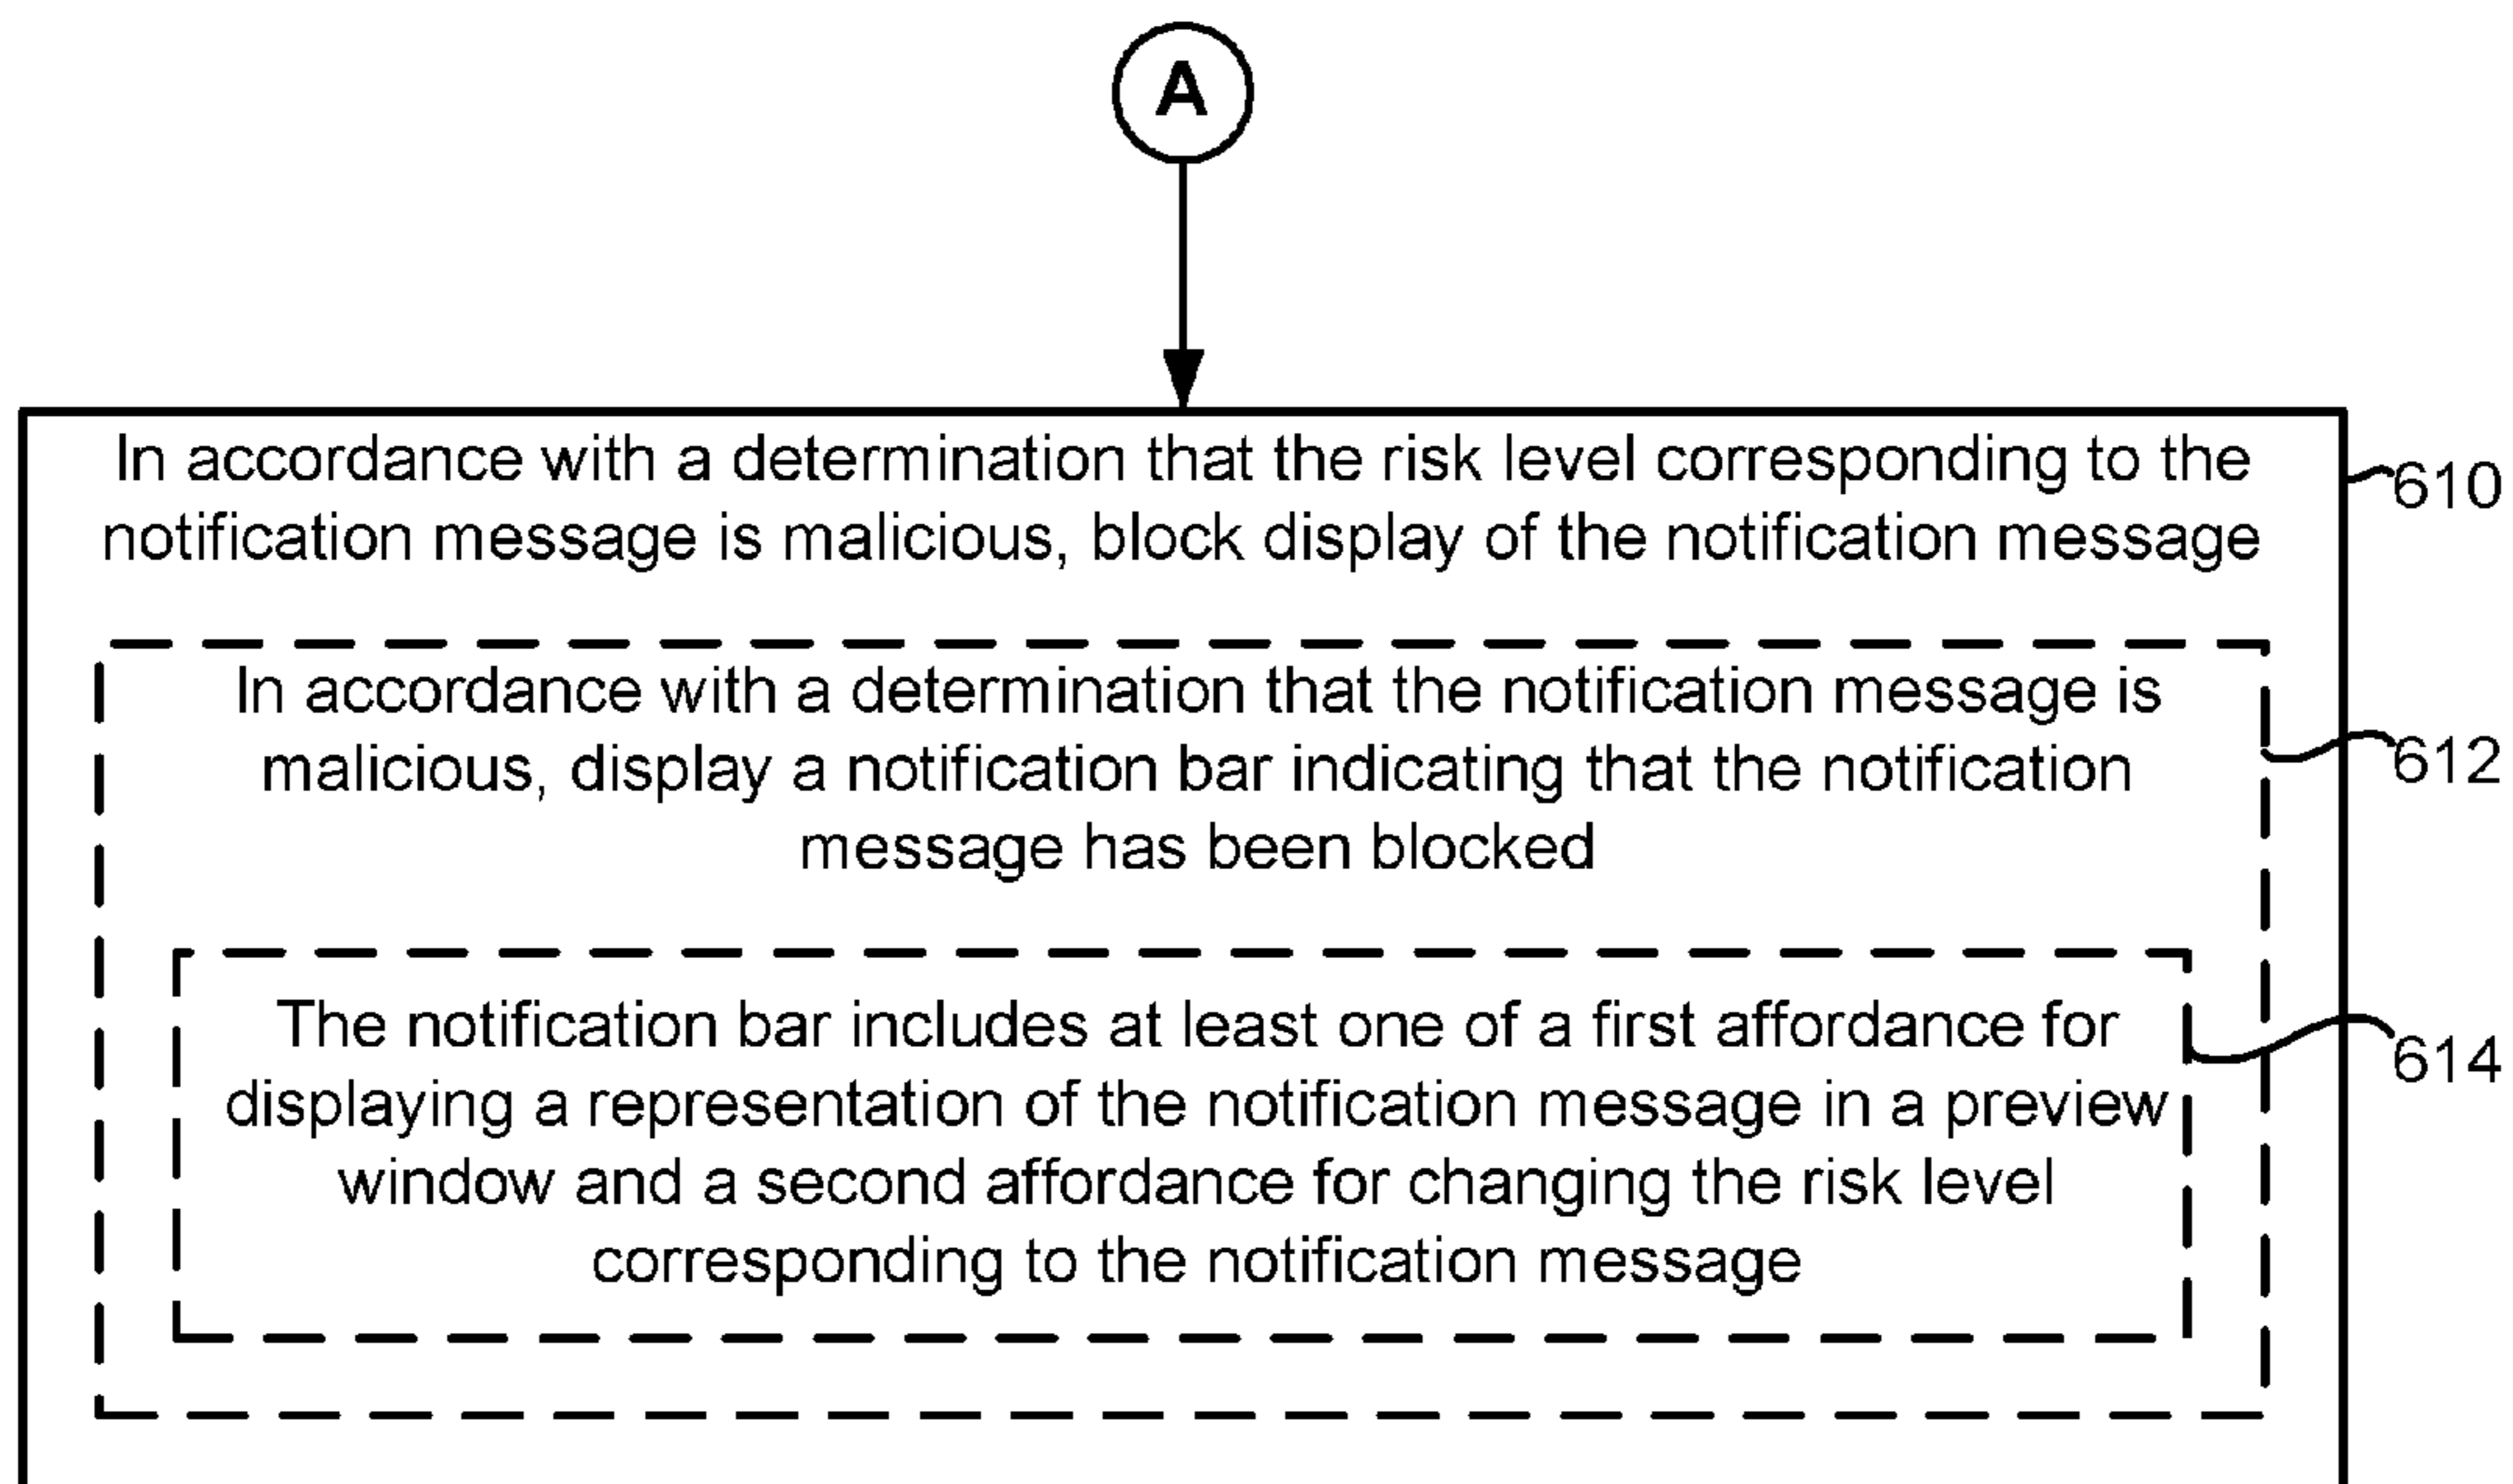 A
In accordance with a determination that the risk level corresponding to the
notification message is malicious, block display of the notification message
610
In accordance with a determination that the notification message is
malicious, display a notification bar indicating that the notification
message has been blocked
612
The notification bar includes at least one of a first affordance for
displaying a representation of the notification message in a preview
window and a second affordance for changing the risk level
corresponding to the notification message
614